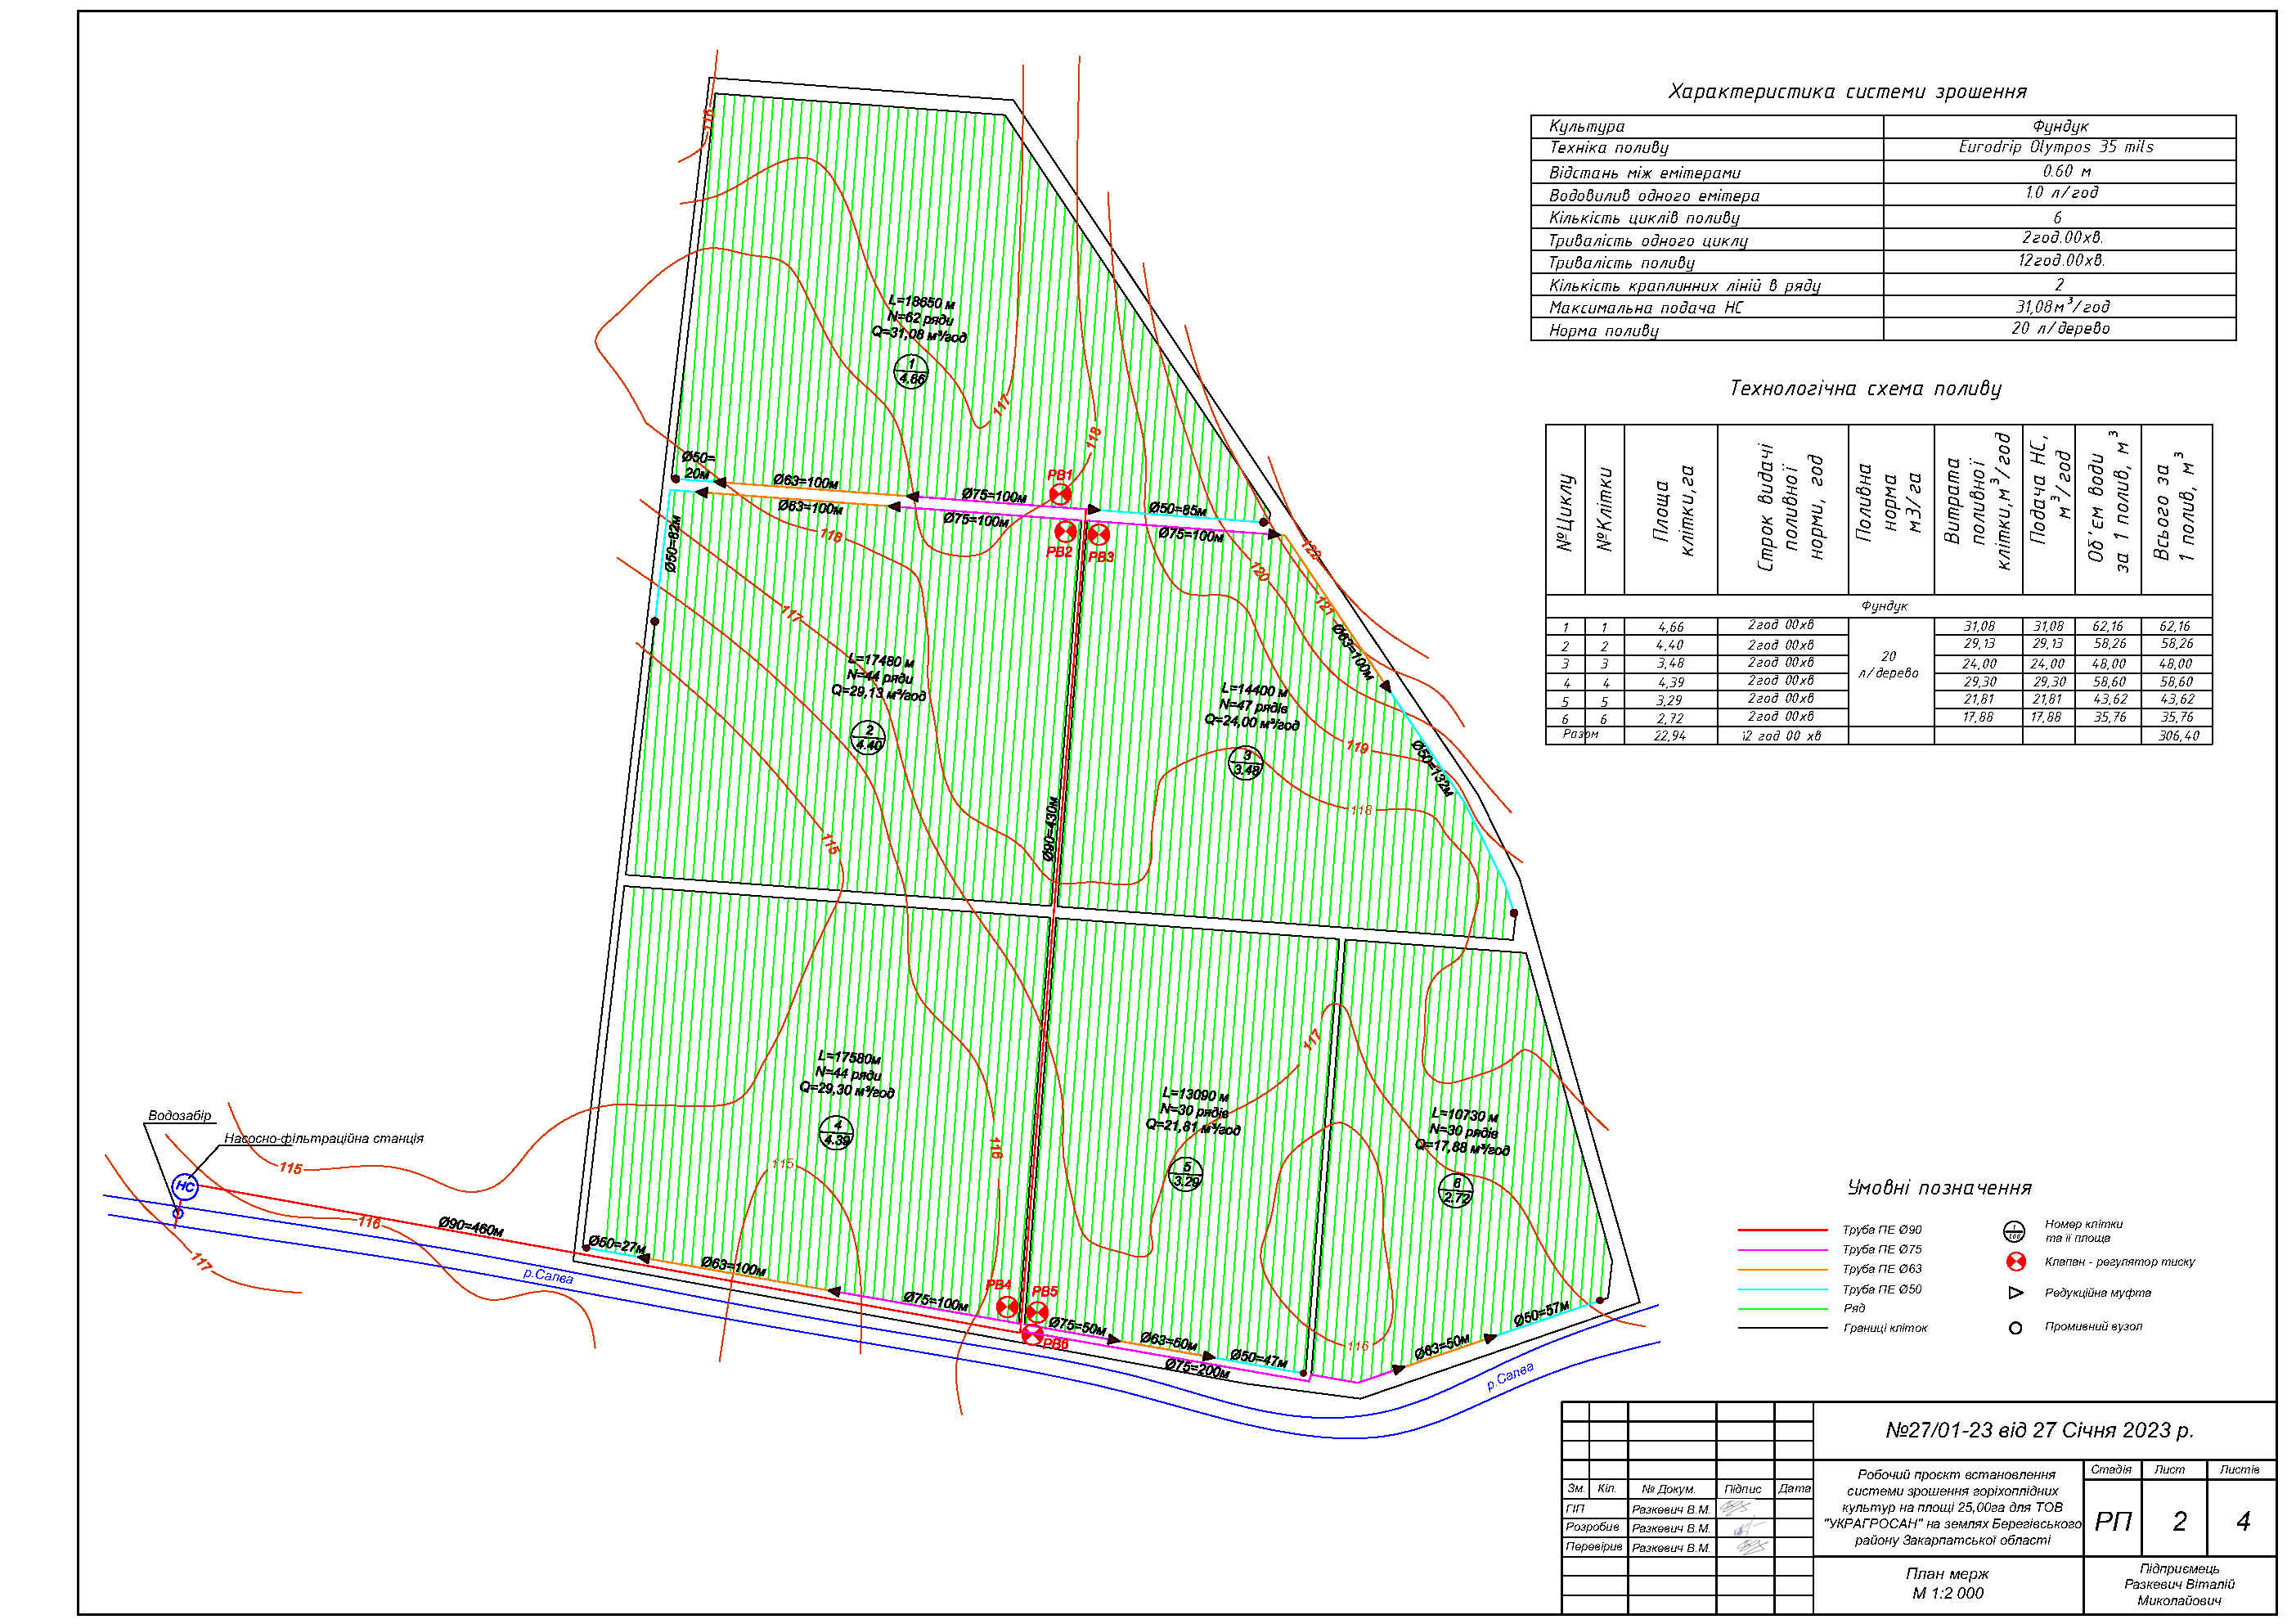 Характеристика системи зрошення
Культура Фундук
Техніка поливу Eurodrip Olympos 35 mils
Відстань між емітерами 0.60 м
Водовилив одного емітера 1.0 л/год
Кількість циклів поливу 6
Тривалість одного циклу 2год.00хв.
Тривалість поливу 12год.00хв.
Кількість краплинних ліній в ряду 2
Максимальна подача НС 31,08м³/год
Норма поливу 20 л/дерево
Технологічна схема поливу
№Циклу
№Клітки
Площа клітки,га
Строк видачі поливної норми, год
Поливна норма м3/га
Витрата поливної клітки,м³/год
Подача НС, м³/год
Об'єм води за 1 полив, м³
Всього за 1 полив, м³
Фундук
1 1 4,66 2год 00хв 31,08 31,08 62,16 62,16
2 2 4,40 2год 00хв 29,13 29,13 58,26 58,26
3 3 3,48 2год 00хв 24,00 24,00 48,00 48,00
4 4 4,39 2год 00хв 29,30 29,30 58,60 58,60
5 5 3,29 2год 00хв 21,81 21,81 43,62 43,62
6 6 2,72 2год 00хв 17,88 17,88 35,76 35,76
20
л/дерево
Разом 22,94 12 год 00 хв 306,40
116
L=18650 м
N=62 ряди
Q=31,08 м³/год
1
4.66
117
118
Ø50=
20м
Ø63=100м
Ø75=100м
РВ1
Ø50=85м
Ø63=100м
Ø75=100м
РВ2
РВ3
Ø75=100м
Ø50=82м
118
117
120
122
121
Ø63=100м
L=17480 м
N=44 ряди
Q=29,13 м³/год
2
4.40
L=14400 м
N=47 рядів
Q=24,00 м³/год
3
3.48
119
Ø50=132м
118
Ø90=430м
115
117
L=17580м
N=44 ряди
Q=29,30 м³/год
4
4.39
L=13090 м
N=30 рядів
Q=21,81 м³/год
5
3.29
L=10730 м
N=30 рядів
Q=17,88 м³/год
6
2.72
116
115
Водозабір
Насосно-фільтраційна станція
НС
115
116
117
Ø90=460м
р.Салва
Ø50=27м
Ø63=100м
Ø75=100м
РВ4
РВ5
РВ6
Ø75=50м
Ø63=50м
Ø50=47м
Ø75=200м
116
Ø63=50м
Ø50=57м
р.Салва
Умовні позначення
Труба ПЕ Ø90
Труба ПЕ Ø75
Труба ПЕ Ø63
Труба ПЕ Ø50
Ряд
Границі кліток
Номер клітки
та її площа
Клапан - регулятор тиску
Редукційна муфта
Промивний вузол
№27/01-23 від 27 Січня 2023 р.
Зм. Кіл. № Докум. Підпис Дата
ГІП Разкевич В.М.
Розробив Разкевич В.М.
Перевірив Разкевич В.М.
Робочий проєкт встановлення
системи зрошення горіхоплідних
культур на площі 25,00га для ТОВ
"УКРАГРОСАН" на землях Берегівського
району Закарпатської області
Стадія Лист Листів
РП 2 4
План мерж
М 1:2 000
Підприємець
Разкевич Віталій
Миколайович